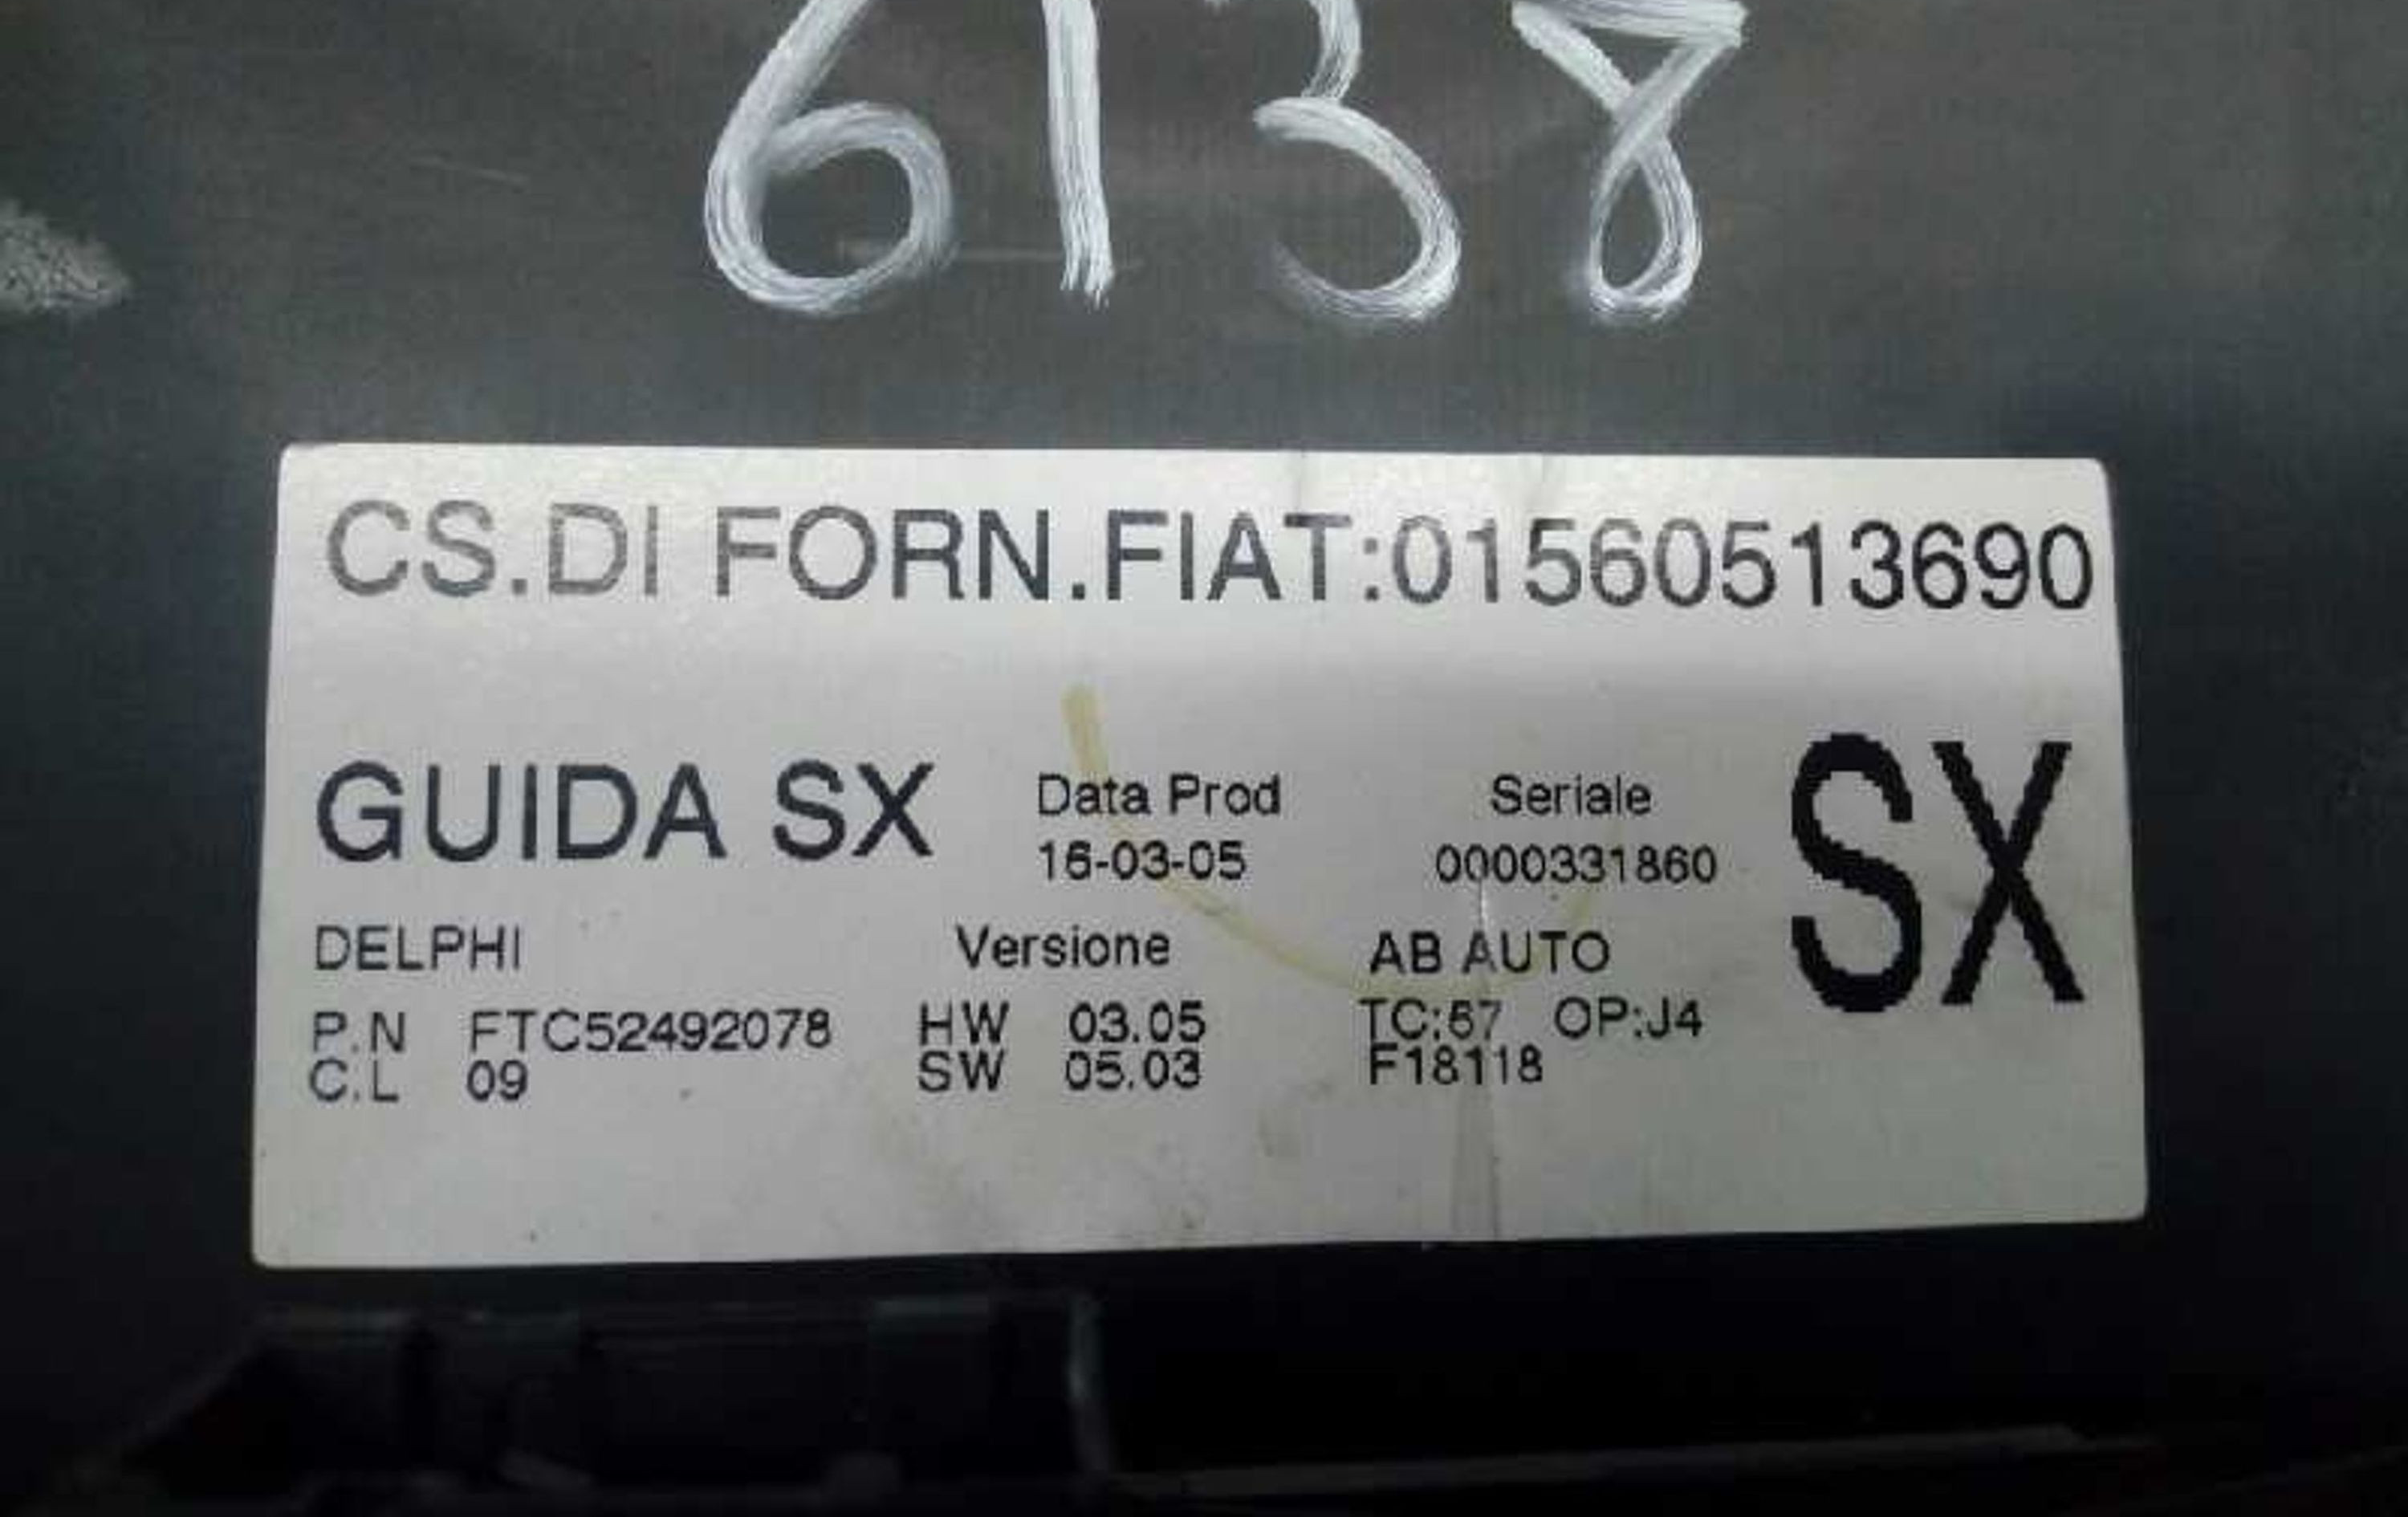 6138
CS.DI FORN.FIAT:01560513690
GUIDA SX
Data Prod
16-03-05
Seriale
0000331860
SX
DELPHI
P.N FTC52492078
C.L 09
Versione
HW 03.05
SW 05.03
AB AUTO
TC:67 OP:J4
F18118